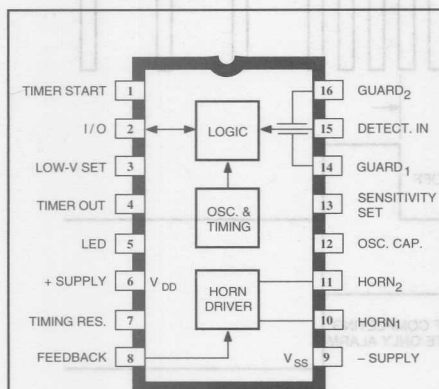 TIMER START 1
I/O 2
LOW-V SET 3
TIMER OUT 4
LED 5
+ SUPPLY 6 VDD
TIMING RES. 7
FEEDBACK 8
LOGIC
OSC. &
TIMING
HORN
DRIVER
16 GUARD2
15 DETECT. IN
14 GUARD1
13 SENSITIVITY
SET
12 OSC. CAP.
11 HORN2
10 HORN1
VSS 9 – SUPPLY